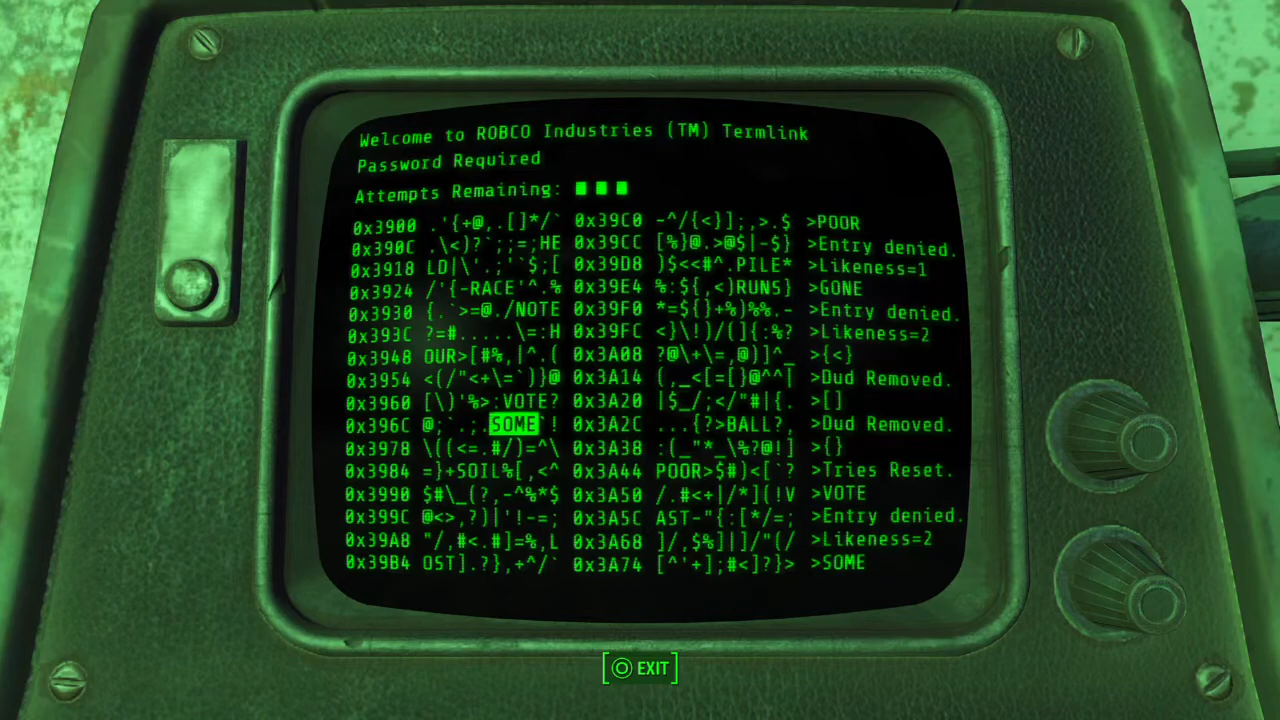 Welcome to ROBCO Industries (TM) Termlink
Password Required
Attempts Remaining: ■ ■ ■
0x3900 .'{+@,.[]*/` 0x39C0 -^/{<}];,>.$ >POOR
0x390C .\<)?`;;=;HE 0x39CC [%}@.>@$|-$} >Entry denied.
0x3918 LD|\'.;'`$;[ 0x39D8 )$<<#^.PILE* >Likeness=1
0x3924 /'{-RACE'^.% 0x39E4 %:${,<)RUNS} >GONE
0x3930 {.`>=@./NOTE 0x39F0 *=${}+%)%%.- >Entry denied.
0x393C ?=#.....\=:H 0x39FC <}\!)/(]{:%? >Likeness=2
0x3948 OUR>[#%,|^.( 0x3A08 ?@\+\=,@)]^_ >{<}
0x3954 <(/"<+\=`)}@ 0x3A14 (,_<[=[}@^^| >Dud Removed.
0x3960 [\)'%>:VOTE? 0x3A20 |$_/;</"#|{. >[]
0x396C @;`.;.SOME`! 0x3A2C ...{?>BALL?, >Dud Removed.
0x3978 \((<=.#/)=^\ 0x3A38 :(_"*_\%?@!] >{}
0x3984 =}+SOIL%[,<^ 0x3A44 POOR>$#)<[`? >Tries Reset.
0x3990 $#\_(?,-^%*$ 0x3A50 /.#<+|/*](!V >VOTE
0x399C @<>,?)|'!-=; 0x3A5C AST-"{:[*/=; >Entry denied.
0x39A8 "/,#<.#]=%,L 0x3A68 ]/,$%]|]/"(/ >Likeness=2
0x39B4 OST].?},+^/` 0x3A74 [^'+];#<]?}> >SOME
EXIT